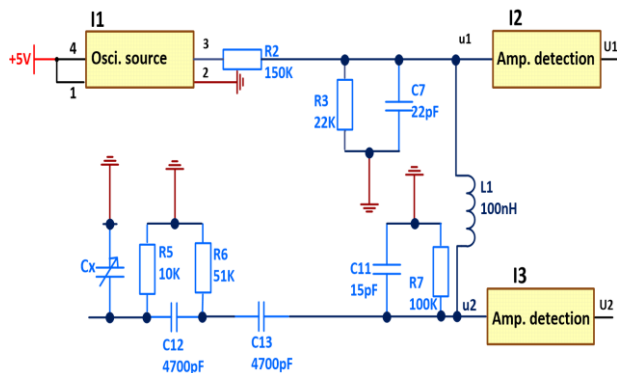 I1
I2
+5V
4
1
Osci. source
3
2
R2
150K
u1
Amp. detection
U1
R3
22K
C7
22pF
L1
100nH
Cx
R5
10K
R6
51K
C11
15pF
R7
100K
I3
u2
Amp. detection
U2
C12
4700pF
C13
4700pF